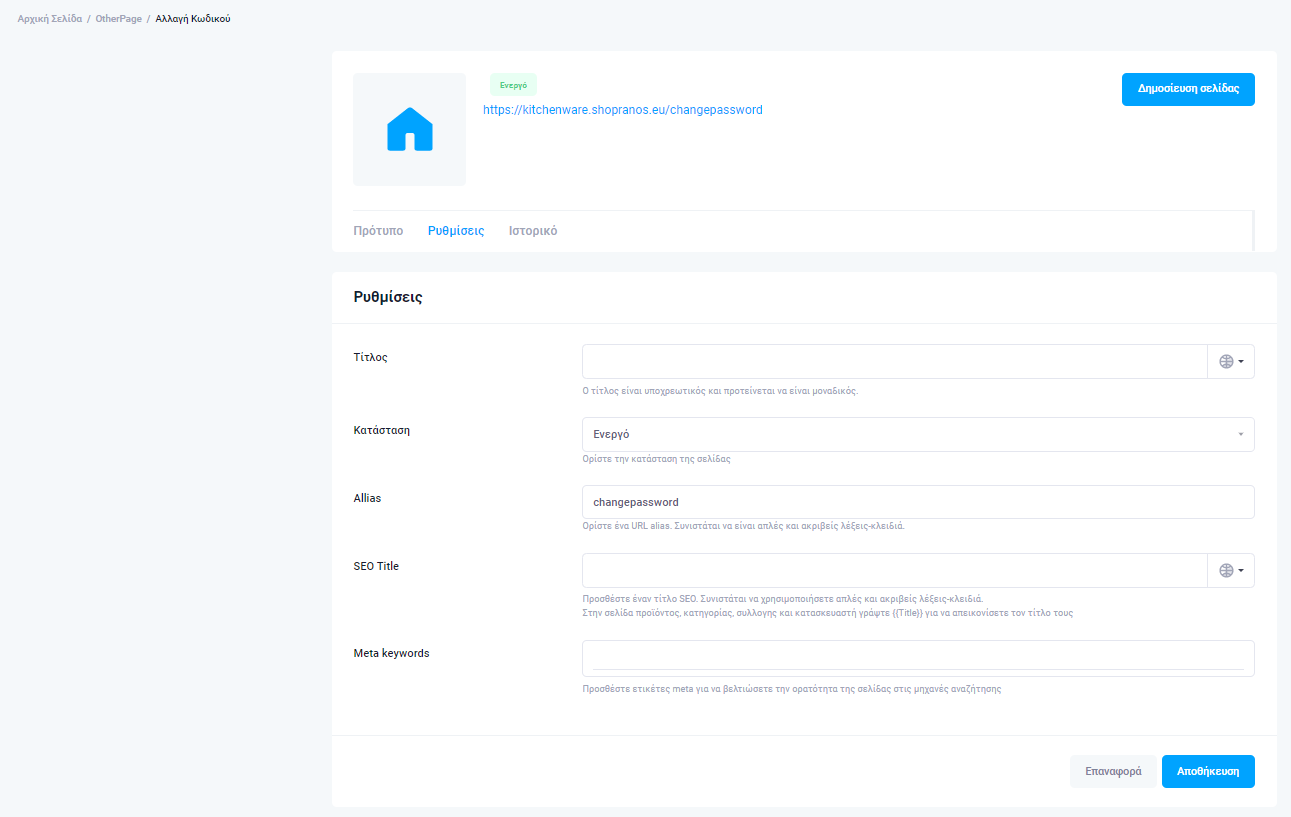 Αρχική Σελίδα / OtherPage / Αλλαγή Κωδικού
Ενεργό
https://kitchenware.shopranos.eu/changepassword
Δημοσίευση σελίδας
Πρότυπο Ρυθμίσεις Ιστορικό
Ρυθμίσεις
Τίτλος
Ο τίτλος είναι υποχρεωτικός και προτείνεται να είναι μοναδικός.
Κατάσταση
Ενεργό
Ορίστε την κατάσταση της σελίδας
Allias
changepassword
Ορίστε ένα URL alias. Συνιστάται να είναι απλές και ακριβείς λέξεις-κλειδιά.
SEO Title
Προσθέστε έναν τίτλο SEO. Συνιστάται να χρησιμοποιήσετε απλές και ακριβείς λέξεις-κλειδιά.
Στην σελίδα προϊόντος, κατηγορίας, συλλογης και κατασκευαστή γράψτε {{Title}} για να απεικονίσετε τον τίτλο τους
Meta keywords
Προσθέστε ετικέτες meta για να βελτιώσετε την ορατότητα της σελίδας στις μηχανές αναζήτησης
Επαναφορά Αποθήκευση